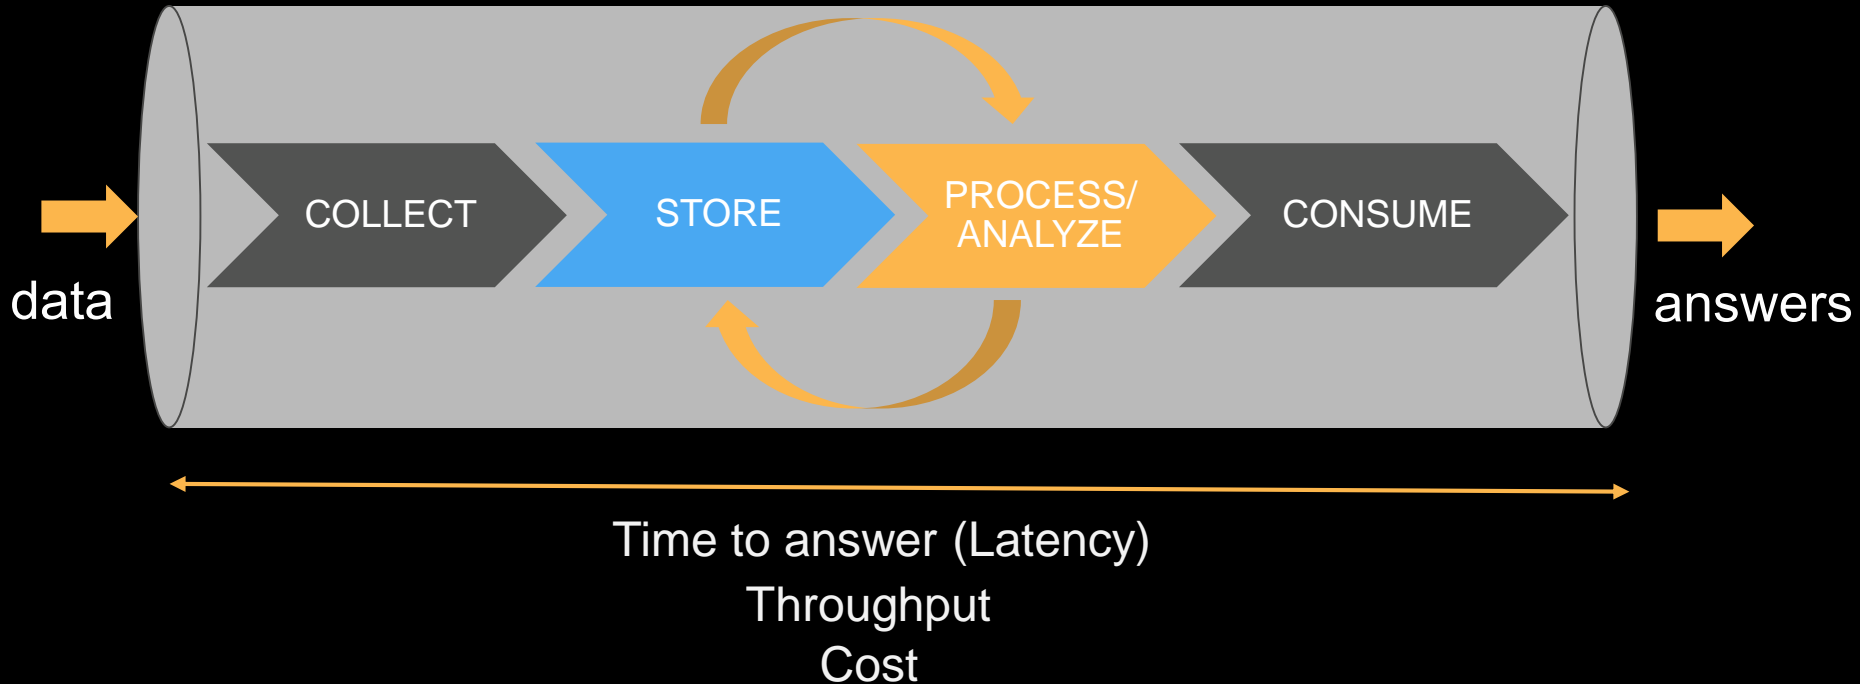 data
COLLECT
STORE
PROCESS/
ANALYZE
CONSUME
answers
Time to answer (Latency)
Throughput
Cost